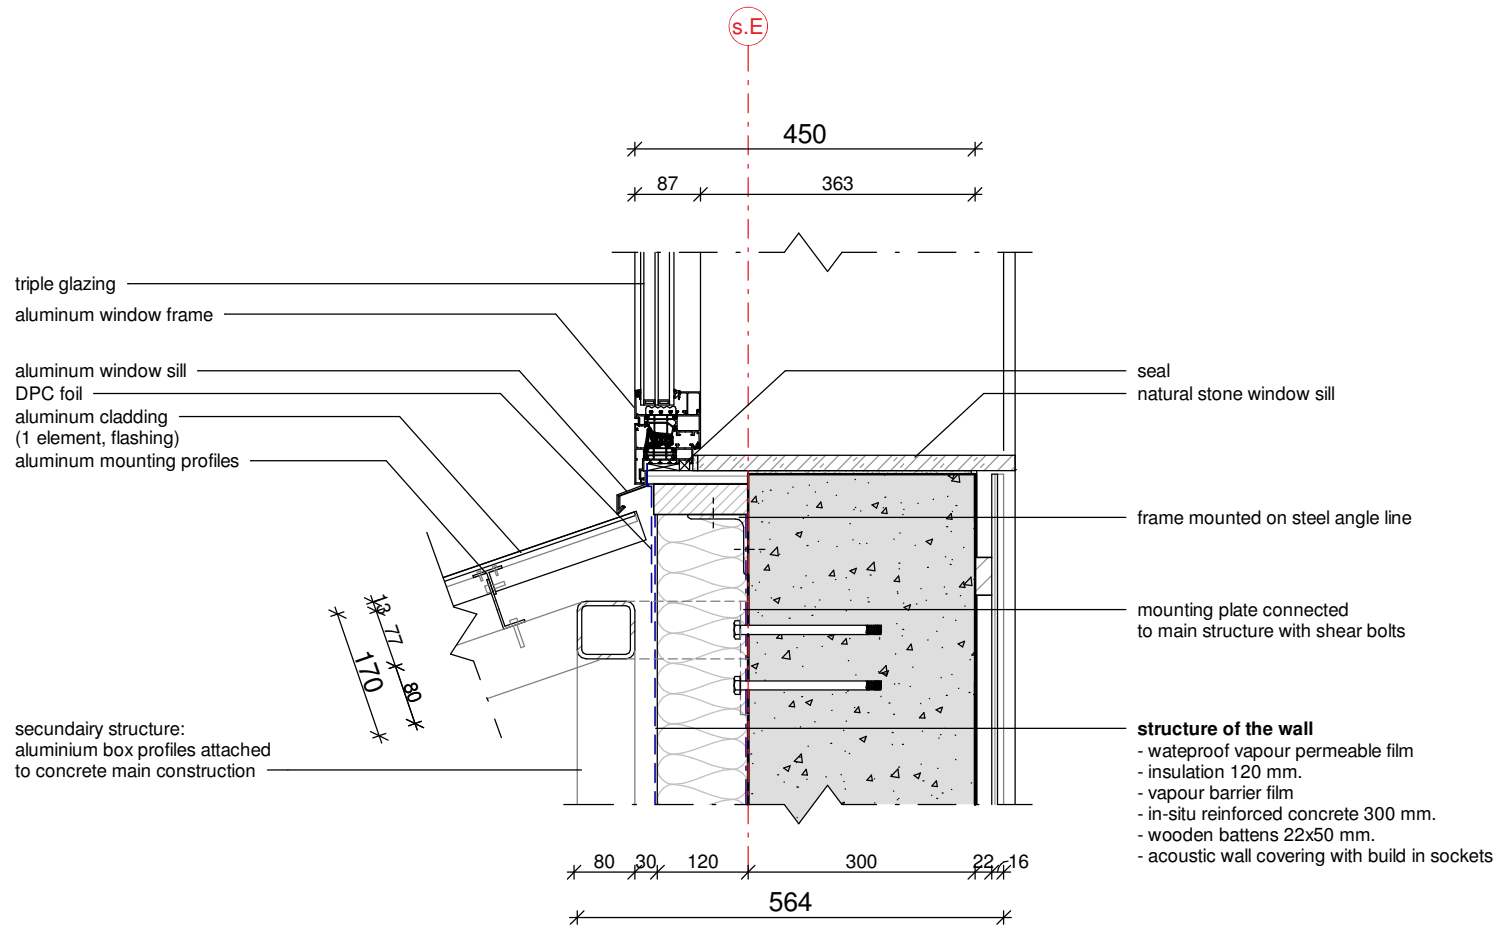 s.E
450
87
363
triple glazing
aluminum window frame
aluminum window sill
DPC foil
aluminum cladding
(1 element, flashing)
aluminum mounting profiles
seal
natural stone window sill
frame mounted on steel angle line
mounting plate connected
to main structure with shear bolts
13
77
80
170
secundairy structure:
aluminium box profiles attached
to concrete main construction
structure of the wall
- wateproof vapour permeable film
- insulation 120 mm.
- vapour barrier film
- in-situ reinforced concrete 300 mm.
- wooden battens 22x50 mm.
- acoustic wall covering with build in sockets
80
30
120
300
22
16
564